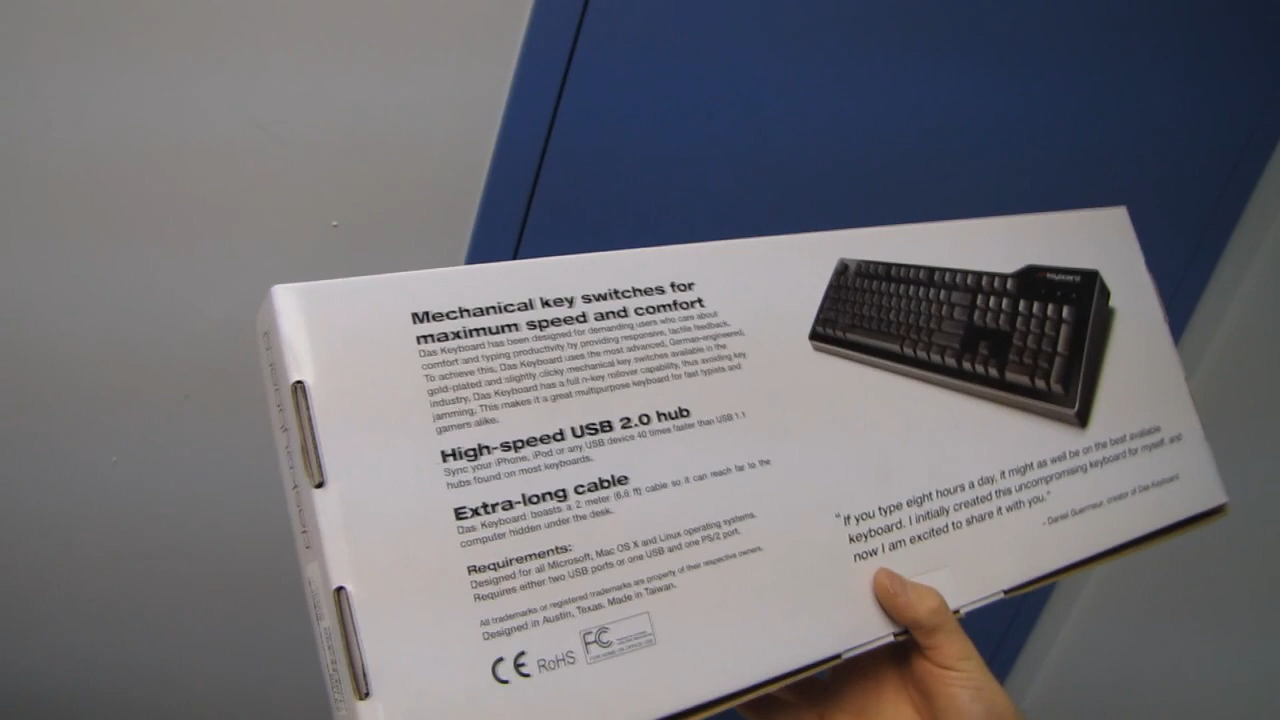 Mechanical key switches for
maximum speed and comfort
Das Keyboard has been designed for demanding users who care about
comfort and typing productivity by providing responsive, tactile feedback.
To achieve this, Das Keyboard uses the most advanced, German-engineered,
gold-plated and slightly clicky mechanical key switches available in the
industry. Das Keyboard has a full n-key rollover capability, thus avoiding key
jamming. This makes it a great multipurpose keyboard for fast typists and
gamers alike.
High-speed USB 2.0 hub
Sync your iPhone, iPod or any USB device 40 times faster than USB 1.1
hubs found on most keyboards.
Extra-long cable
Das Keyboard boasts a 2 meter (6.6 ft) cable so it can reach far to the
computer hidden under the desk.
Requirements:
Designed for all Microsoft, Mac OS X and Linux operating systems.
Requires either two USB ports or one USB and one PS/2 port.
All trademarks or registered trademarks are property of their respective owners.
Designed in Austin, Texas. Made in Taiwan.
CE RoHS FC
FOR HOME OR OFFICE USE
keyboard
"If you type eight hours a day, it might as well be on the best available
keyboard. I initially created this uncompromising keyboard for myself, and
now I am excited to share it with you."
- Daniel Guermeur, creator of Das Keyboard